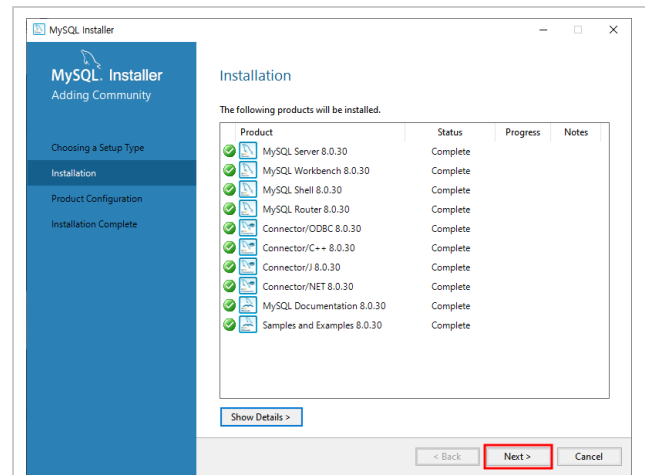 MySQL Installer
MySQL. Installer
Adding Community
Choosing a Setup Type
Installation
Product Configuration
Installation Complete
Installation
The following products will be installed.
Product Status Progress Notes
MySQL Server 8.0.30 Complete
MySQL Workbench 8.0.30 Complete
MySQL Shell 8.0.30 Complete
MySQL Router 8.0.30 Complete
Connector/ODBC 8.0.30 Complete
Connector/C++ 8.0.30 Complete
Connector/J 8.0.30 Complete
Connector/NET 8.0.30 Complete
MySQL Documentation 8.0.30 Complete
Samples and Examples 8.0.30 Complete
Show Details >
< Back Next > Cancel